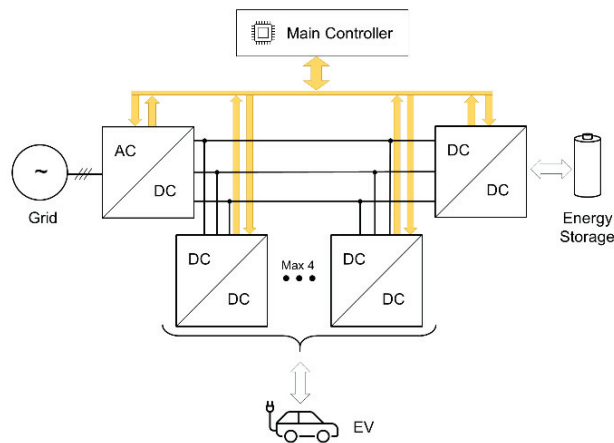 Main Controller
AC
DC
DC
DC
~
Grid
Energy
Storage
DC
DC
Max 4
DC
DC
EV